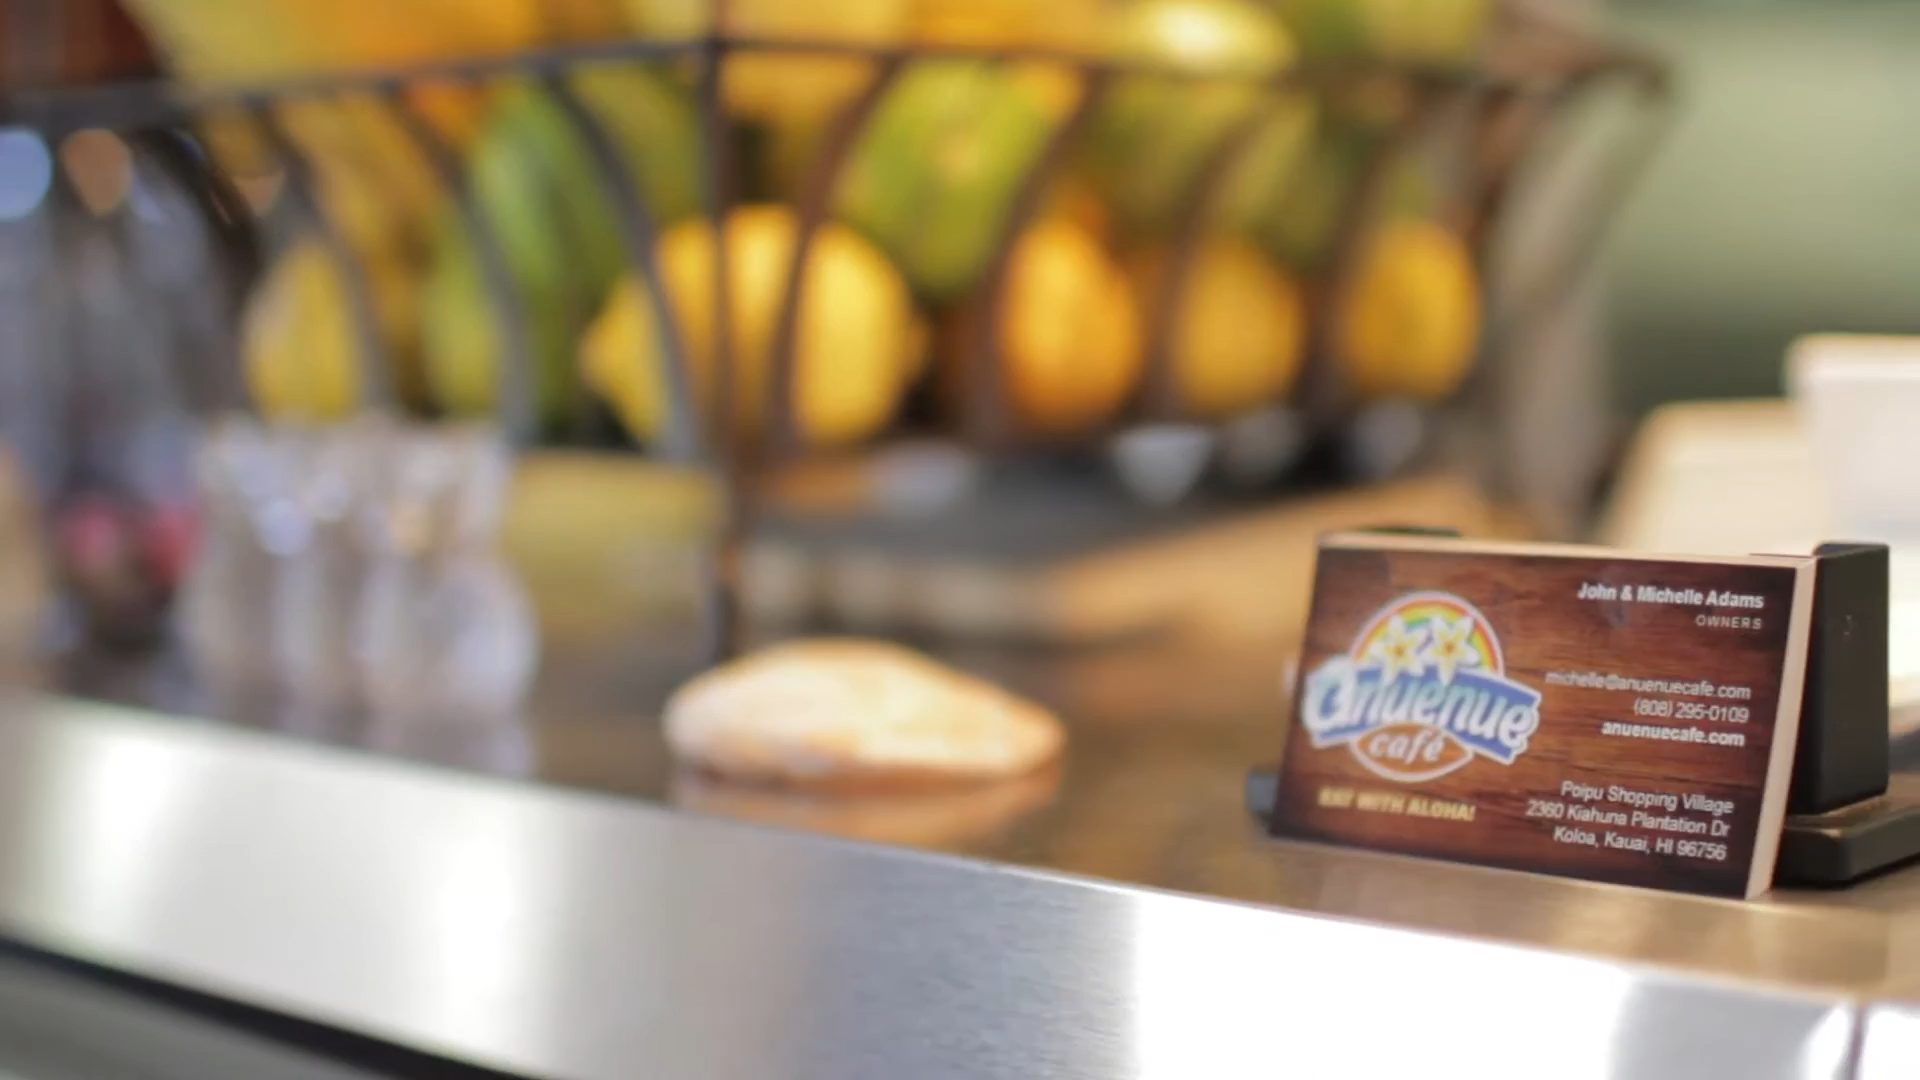 John & Michelle Adams
OWNERS
michelle@anuenuecafe.com
(808) 295-0109
anuenuecafe.com
Poipu Shopping Village
2360 Kiahuna Plantation Dr
Koloa, Kauai, HI 96756
anuenue
café
EAT WITH ALOHA!